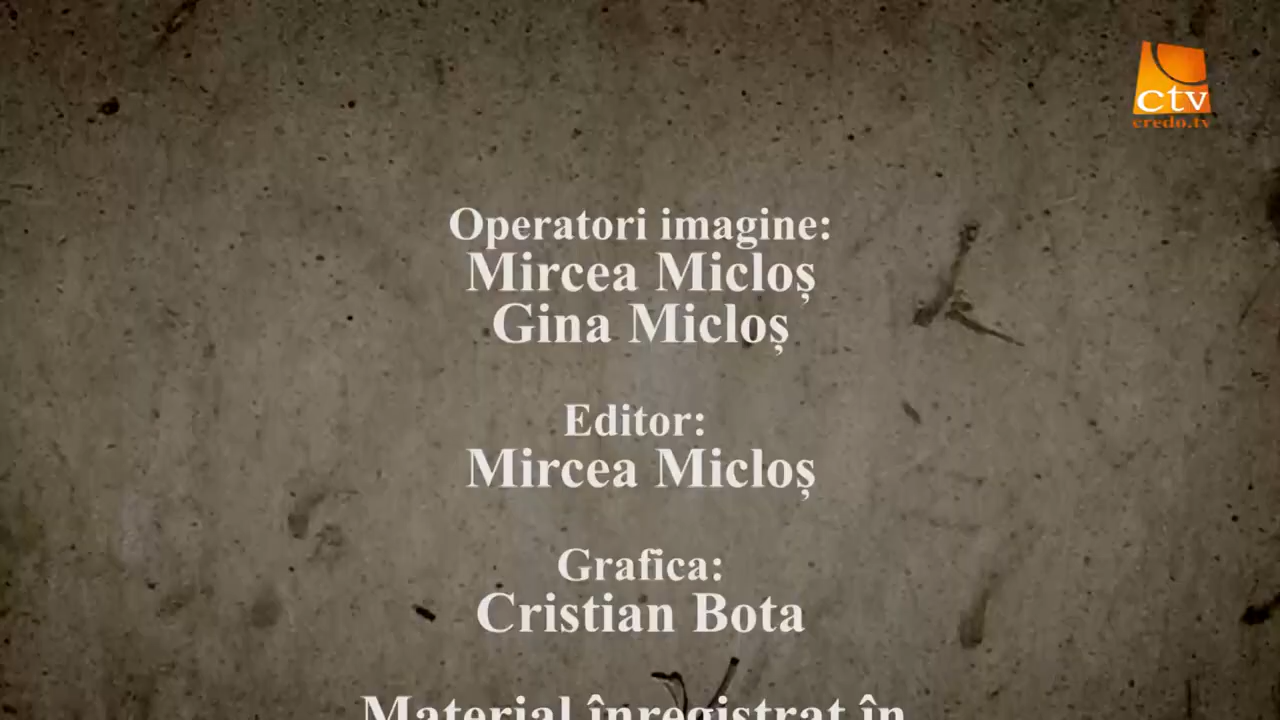 ctv
credo.tv
Operatori imagine:
Mircea Micloș
Gina Micloș
Editor:
Mircea Micloș
Grafica:
Cristian Bota
Material înregistrat în